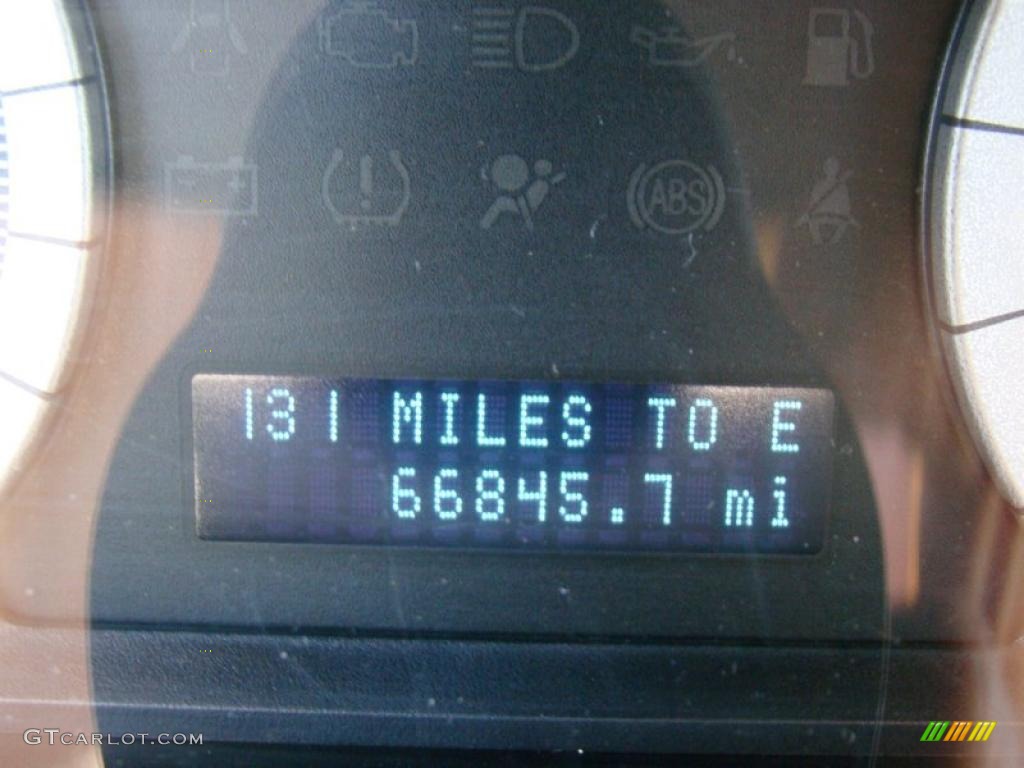 ABS
131 MILES TO E
66845.7 mi
GTCARLOT.COM